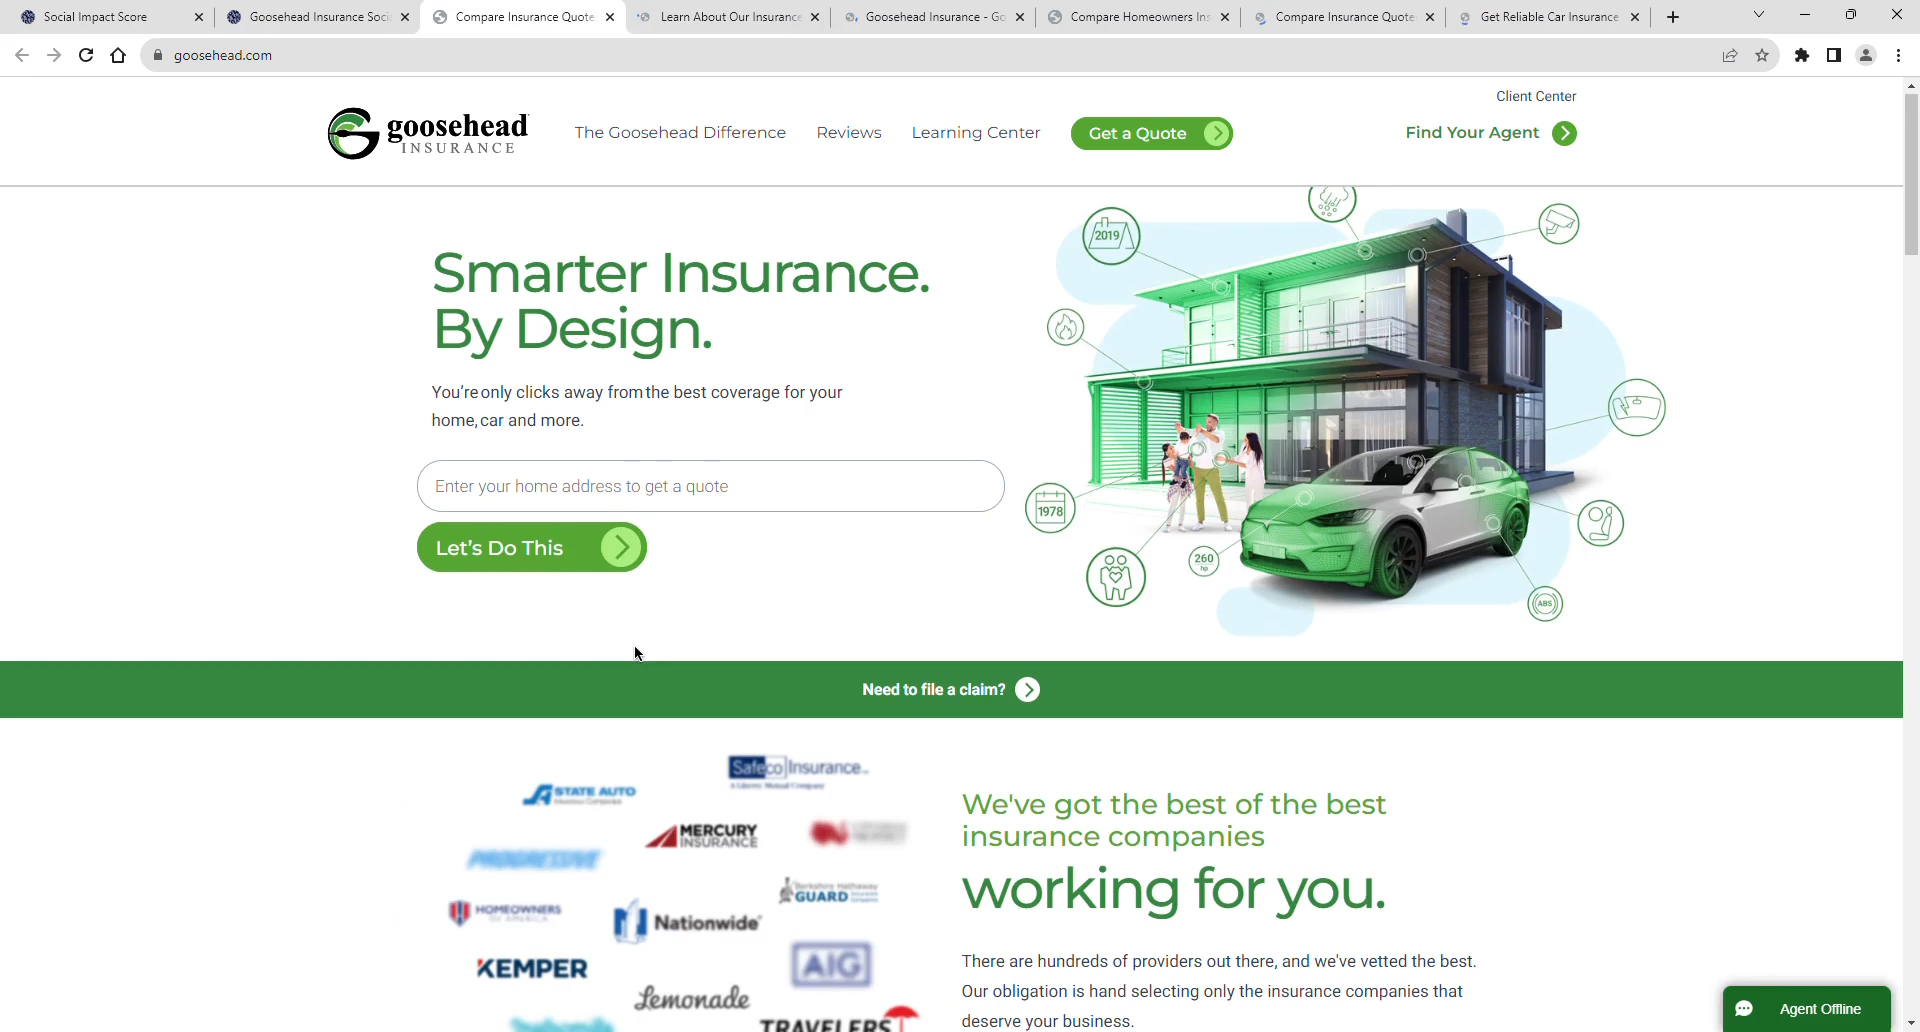 Social Impact Score
Goosehead Insurance Soci
Compare Insurance Quote
Learn About Our Insurance
Goosehead Insurance - Go
Compare Homeowners Ins
Compare Insurance Quote
Get Reliable Car Insurance
goosehead.com
Client Center
goosehead
INSURANCE
The Goosehead Difference
Reviews
Learning Center
Get a Quote
Find Your Agent
Smarter Insurance.
By Design.
You're only clicks away from the best coverage for your
home, car and more.
Enter your home address to get a quote
Let's Do This
2019
1978
260
hp
ABS
Need to file a claim?
Safeco Insurance
A Liberty Mutual Company
STATE AUTO
Insurance Companies
MERCURY
INSURANCE
PROGRESSIVE
Berkshire Hathaway
GUARD Insurance
Companies
HOMEOWNERS
OF AMERICA
Nationwide
KEMPER
AIG
Lemonade
TRAVELERS
We've got the best of the best
insurance companies
working for you.
There are hundreds of providers out there, and we've vetted the best.
Our obligation is hand selecting only the insurance companies that
deserve your business.
Agent Offline